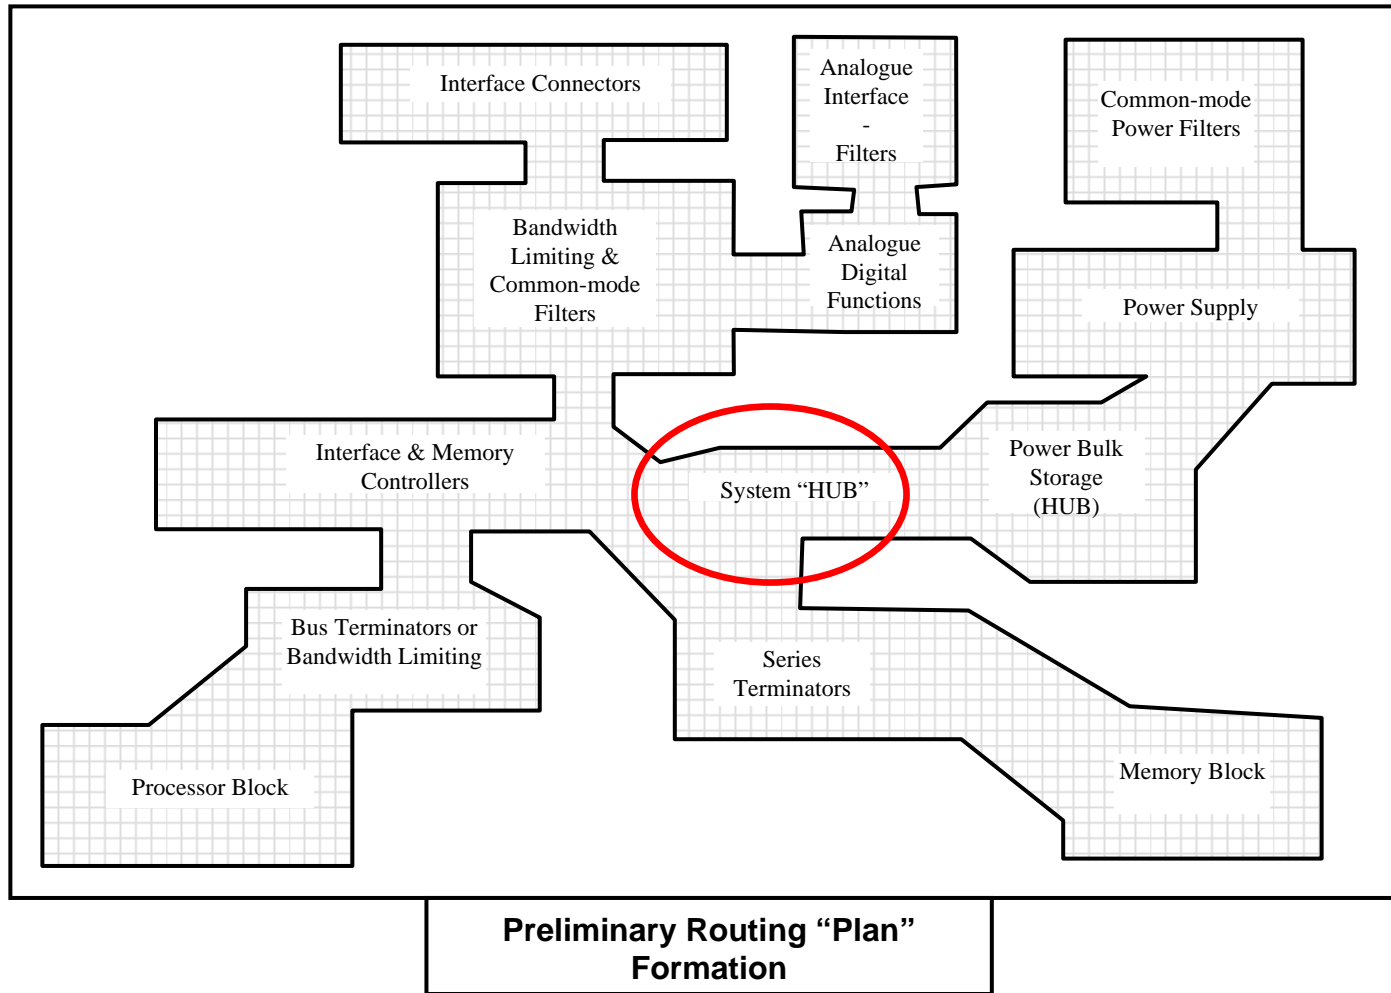 Interface Connectors
Analogue
Interface
-
Filters
Common-mode
Power Filters
Bandwidth
Limiting &
Common-mode
Filters
Analogue
Digital
Functions
Power Supply
Interface & Memory
Controllers
System “HUB”
Power Bulk
Storage
(HUB)
Bus Terminators or
Bandwidth Limiting
Series
Terminators
Processor Block
Memory Block
Preliminary Routing “Plan”
Formation